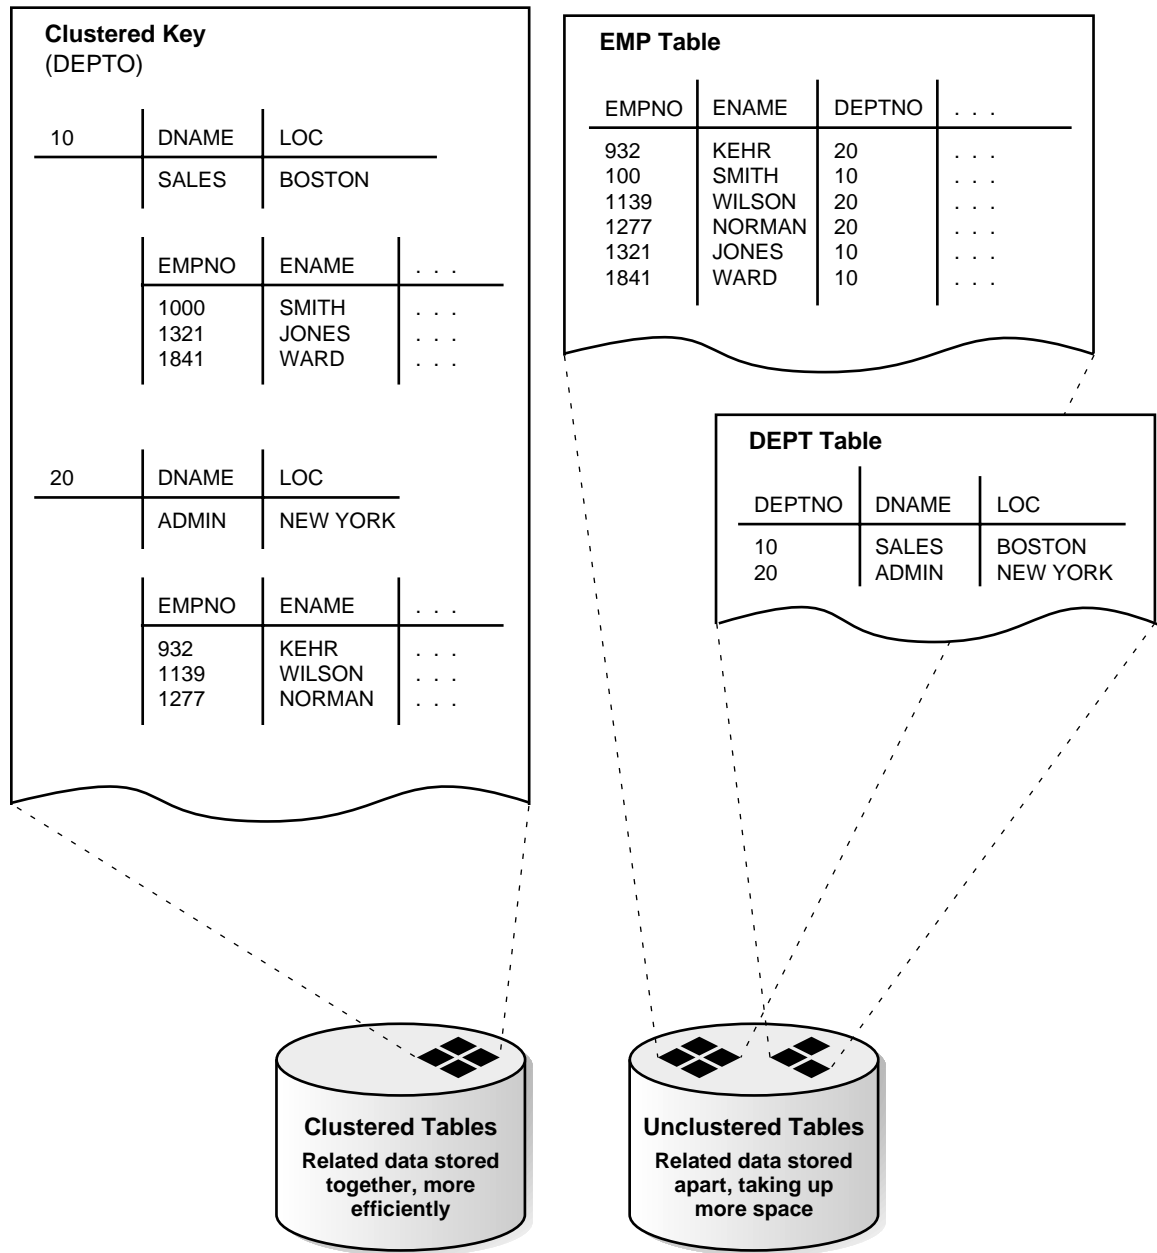 Clustered Key
(DEPTO)
10 DNAME LOC
SALES BOSTON
EMPNO ENAME . . .
1000 SMITH . . .
1321 JONES . . .
1841 WARD . . .
20 DNAME LOC
ADMIN NEW YORK
EMPNO ENAME . . .
932 KEHR . . .
1139 WILSON . . .
1277 NORMAN . . .
EMP Table
EMPNO ENAME DEPTNO . . .
932 KEHR 20 . . .
100 SMITH 10 . . .
1139 WILSON 20 . . .
1277 NORMAN 20 . . .
1321 JONES 10 . . .
1841 WARD 10 . . .
DEPT Table
DEPTNO DNAME LOC
10 SALES BOSTON
20 ADMIN NEW YORK
Clustered Tables
Related data stored
together, more
efficiently
Unclustered Tables
Related data stored
apart, taking up
more space